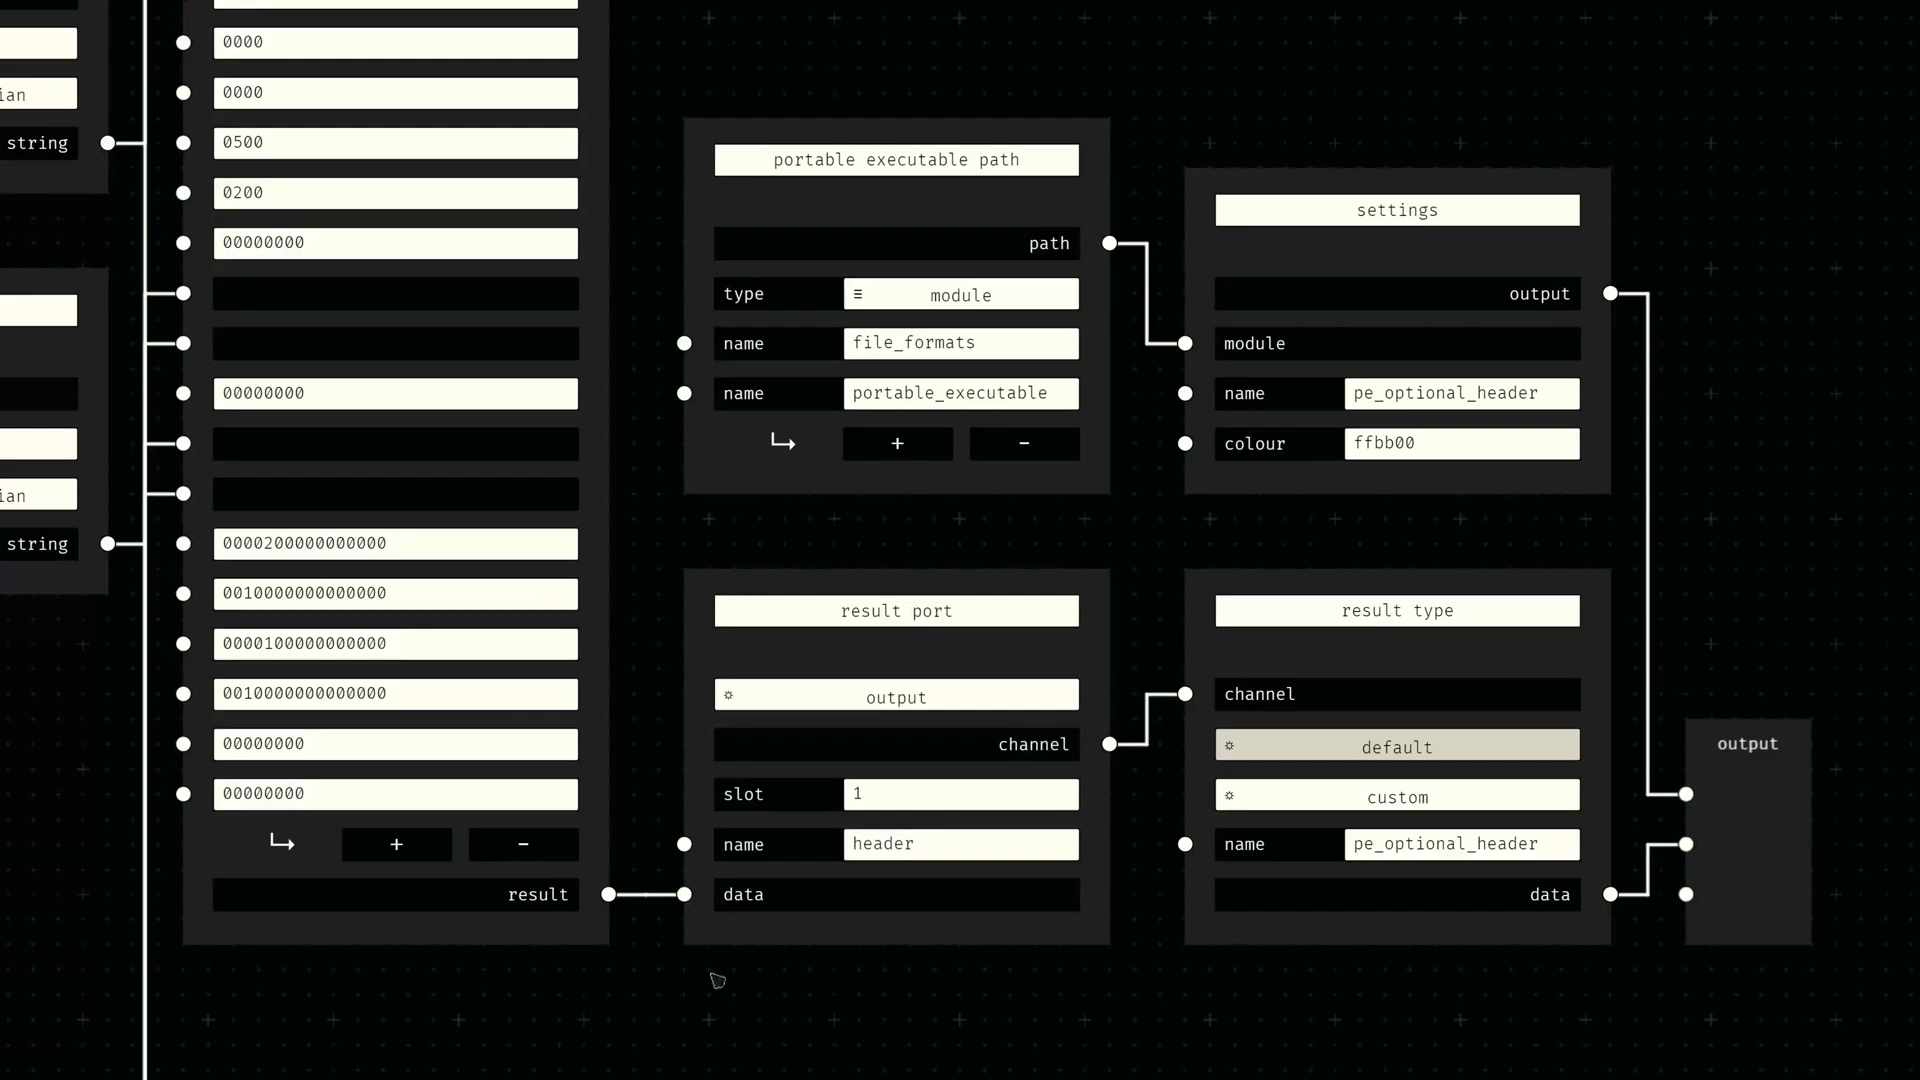 ian
string
ian
string
0000
0000
0500
0200
00000000
00000000
0000200000000000
0010000000000000
0000100000000000
0010000000000000
00000000
00000000
+ -
result
portable executable path
path
type ≡ module
name file_formats
name portable_executable
+ -
settings
output
module
name pe_optional_header
colour ffbb00
result port
output
channel
slot 1
name header
data
result type
channel
default
custom
name pe_optional_header
data
output